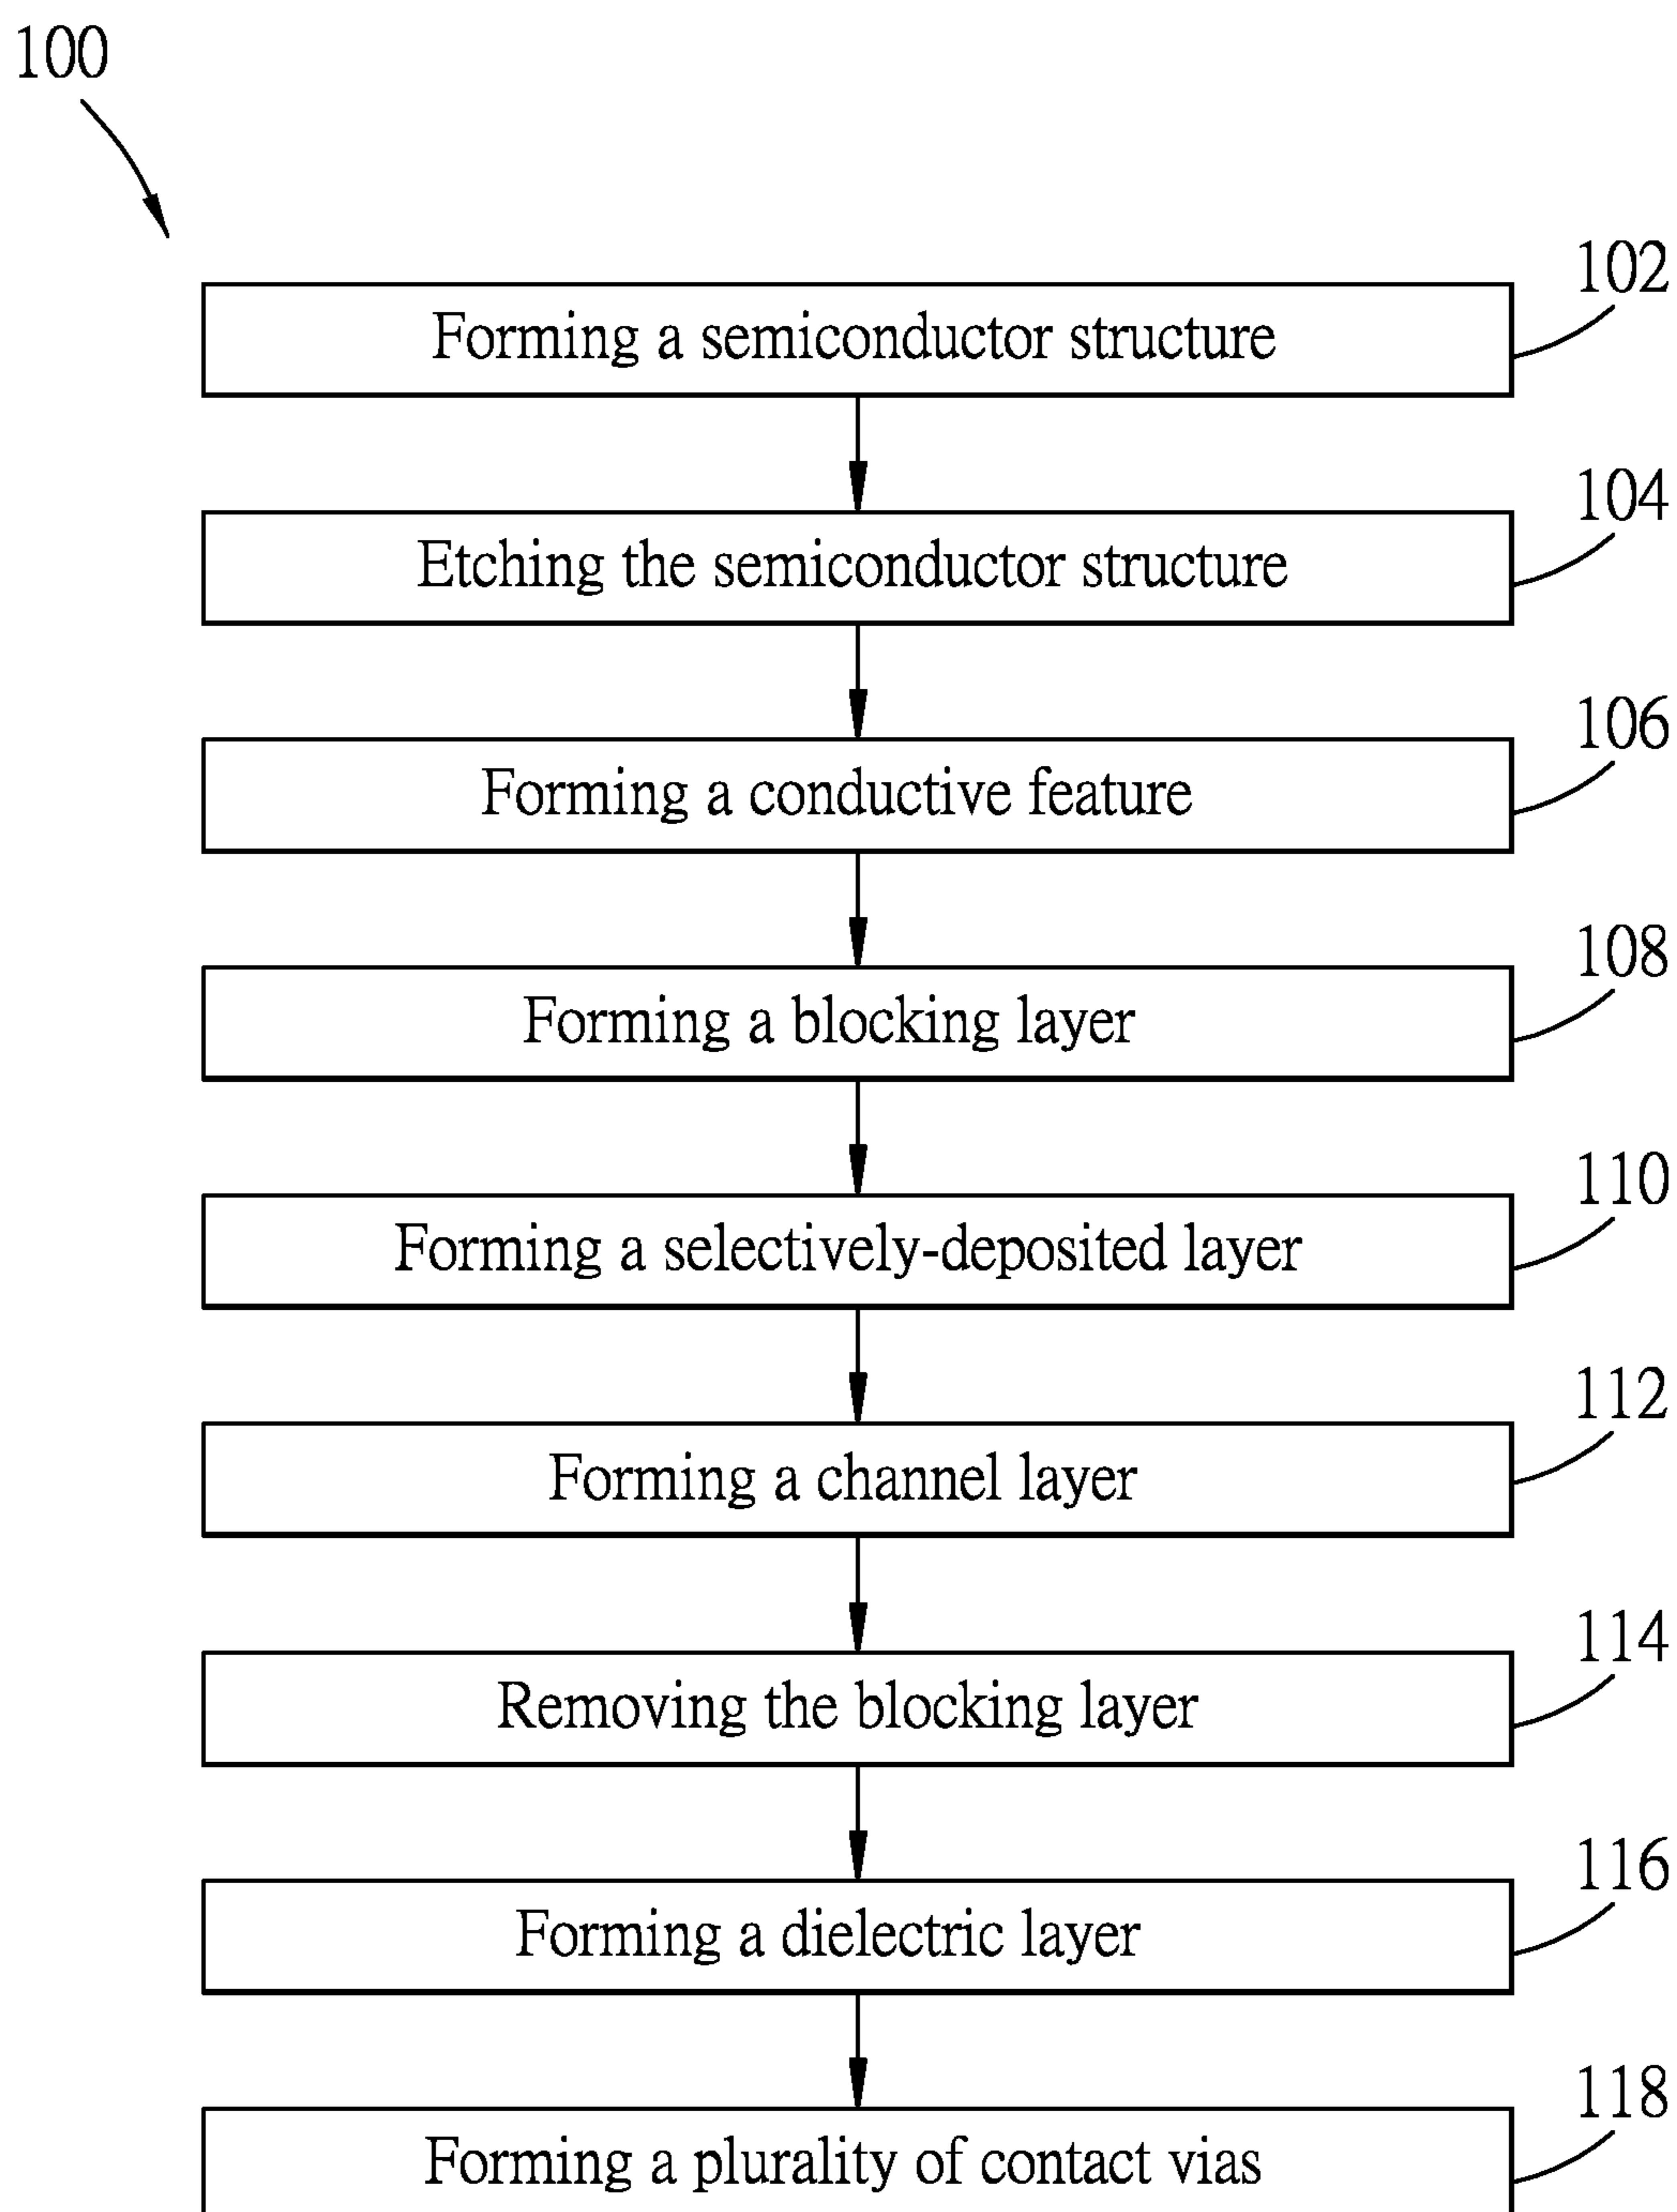 100
102
Forming a semiconductor structure
104
Etching the semiconductor structure
106
Forming a conductive feature
108
Forming a blocking layer
110
Forming a selectively-deposited layer
112
Forming a channel layer
114
Removing the blocking layer
116
Forming a dielectric layer
118
Forming a plurality of contact vias